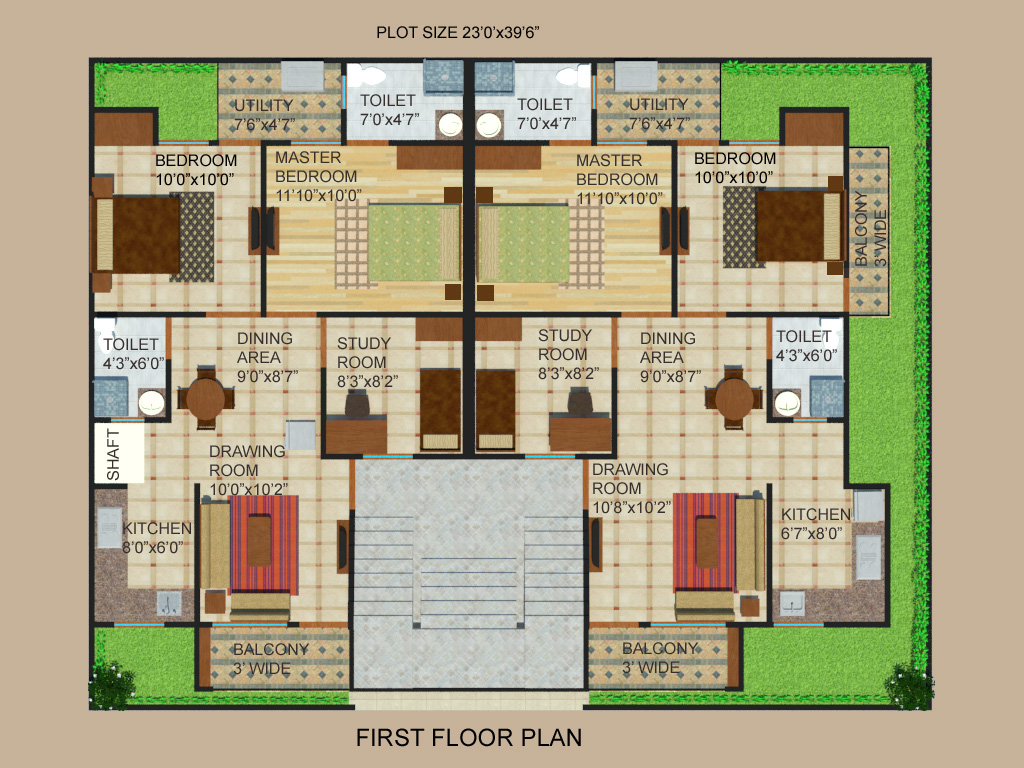 PLOT SIZE 23’0’x39’6”
UTILITY
7’6”x4’7”
TOILET
7’0’x4’7”
TOILET
7’0’x4’7”
UTILITY
7’6”x4’7”
BEDROOM
10’0”x10’0”
MASTER
BEDROOM
11’10”x10’0”
MASTER
BEDROOM
11’10”x10’0”
BEDROOM
10’0”x10’0”
BALCONY
3’ WIDE
TOILET
4’3”x6’0”
DINING
AREA
9’0”x8’7”
STUDY
ROOM
8’3”x8’2”
STUDY
ROOM
8’3”x8’2”
DINING
AREA
9’0”x8’7”
TOILET
4’3”x6’0”
SHAFT
DRAWING
ROOM
10’0”x10’2”
DRAWING
ROOM
10’8”x10’2”
KITCHEN
8’0”x6’0”
KITCHEN
6’7”x8’0”
BALCONY
3’ WIDE
BALCONY
3’ WIDE
FIRST FLOOR PLAN